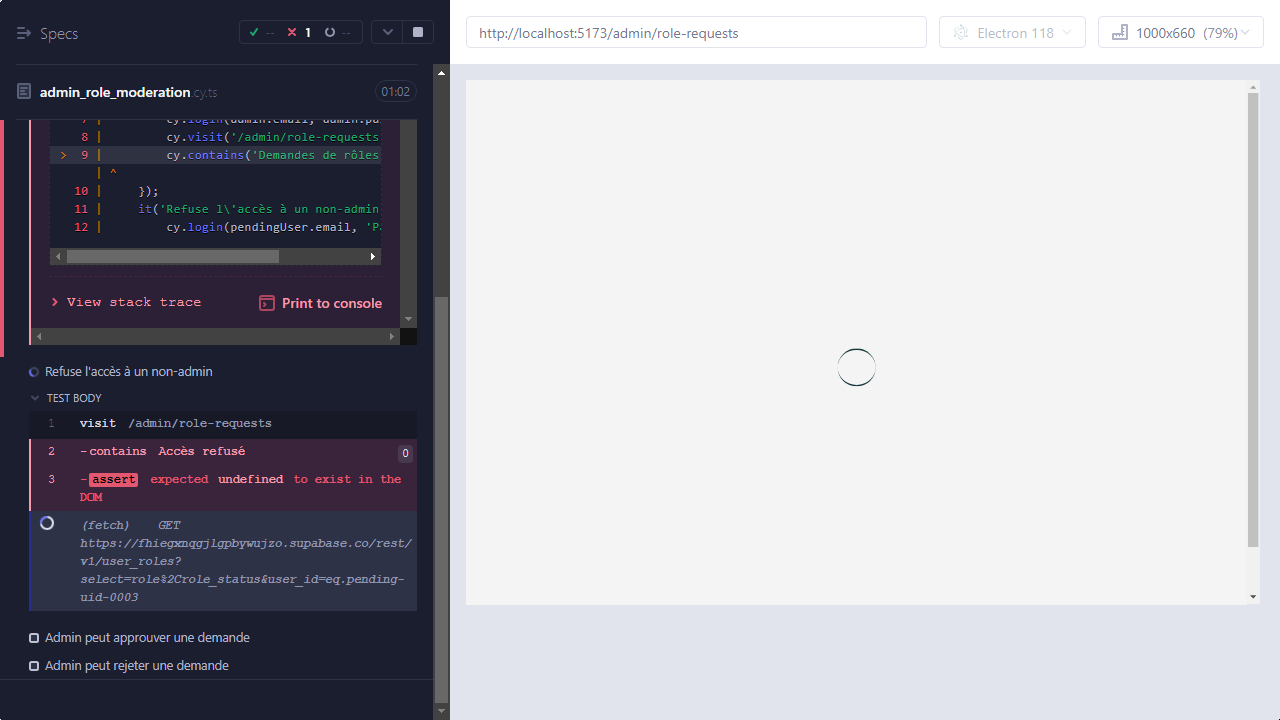 Specs
-- 1 --
http://localhost:5173/admin/role-requests
Electron 118
1000x660 (79%)
admin_role_moderation.cy.ts
01:02
7 | cy.login(admin.email, admin.pa
8 | cy.visit('/admin/role-requests
> 9 | cy.contains('Demandes de rôles
| ^
10 | });
11 | it('Refuse l\'accès à un non-admin
12 | cy.login(pendingUser.email, 'Pa
View stack trace
Print to console
Refuse l'accès à un non-admin
TEST BODY
1 visit /admin/role-requests
2 -contains Accès refusé 0
3 -assert expected undefined to exist in the
DOM
(fetch) GET
https://fhiegxnqgjlgpbywujzo.supabase.co/rest/
v1/user_roles?
select=role%2Crole_status&user_id=eq.pending-
uid-0003
Admin peut approuver une demande
Admin peut rejeter une demande